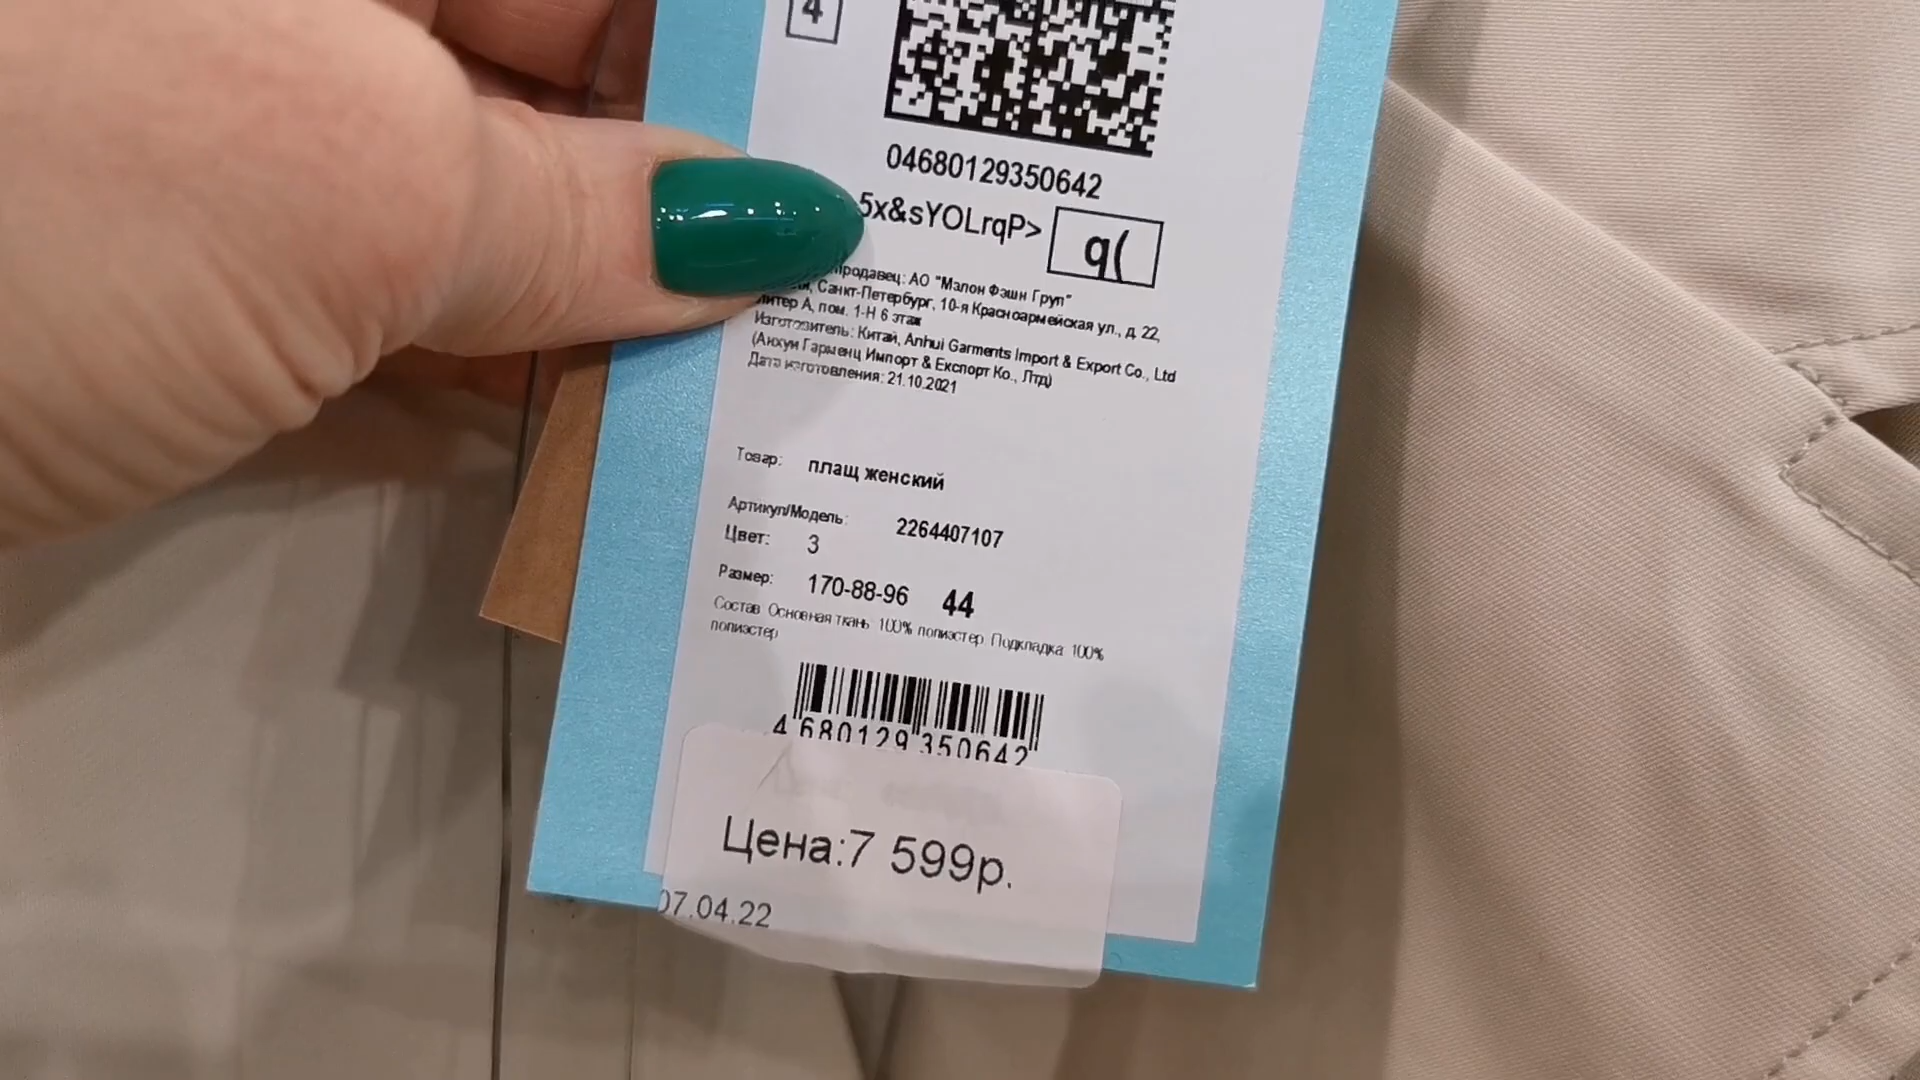 4
04680129350642
5x&sYOLrqP>
q(
продавец: АО "Мэлон Фэшн Груп"
Санкт-Петербург, 10-я Красноармейская ул., д. 22,
литер А, пом. 1-Н 6 этаж
Изготовитель: Китай, Anhui Garments Import & Export Co., Ltd
(Анхуи Гарменц Импорт & Експорт Ко., Лтд)
Дата изготовления: 21.10.2021
Товар: плащ женский
Артикул/Модель: 2264407107
Цвет: 3
Размер: 170-88-96 44
Состав: Основная ткань: 100% полиэстер. Подкладка: 100%
полиэстер
4 680129 350642
Цена:7 599р.
07.04.22